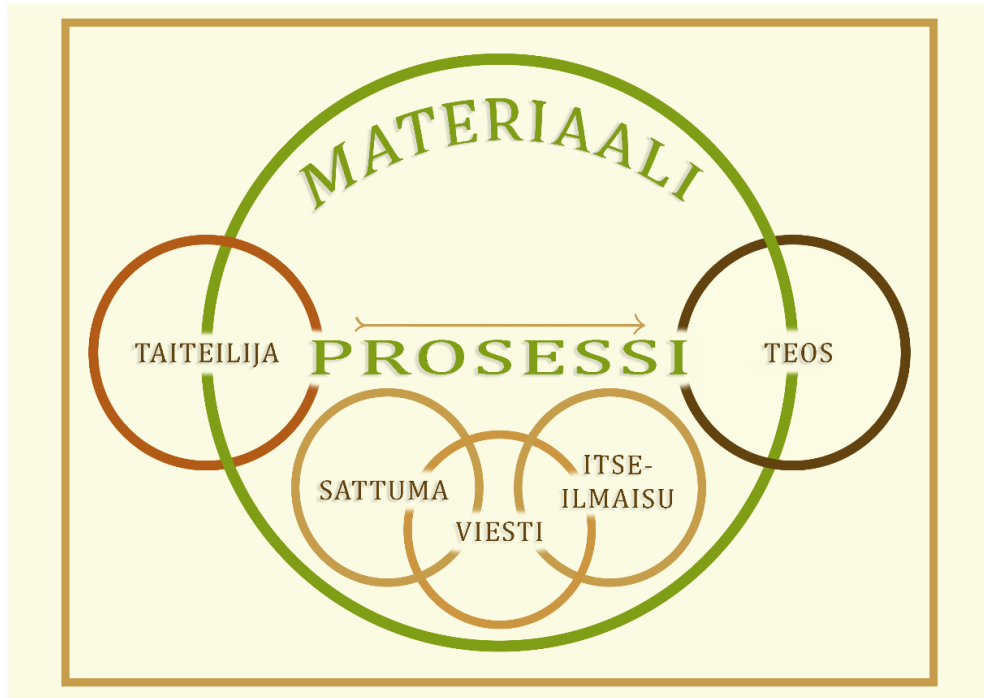 MATERIAALI
TAITEILIJA
PROSESSI
TEOS
SATTUMA
VIESTI
ITSE-
ILMAISU